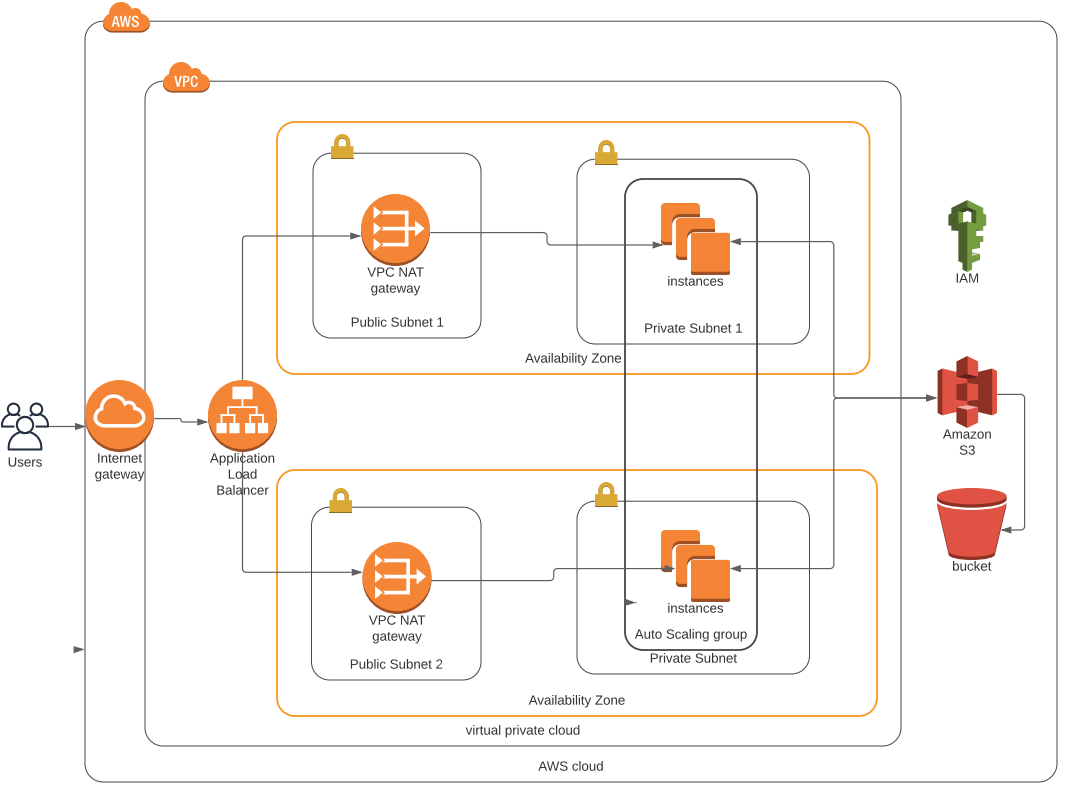 AWS
VPC
VPC NAT
gateway
Public Subnet 1
instances
Private Subnet 1
Availability Zone
IAM
Users
Internet
gateway
Application
Load
Balancer
Amazon
S3
bucket
VPC NAT
gateway
Public Subnet 2
instances
Auto Scaling group
Private Subnet
Availability Zone
virtual private cloud
AWS cloud